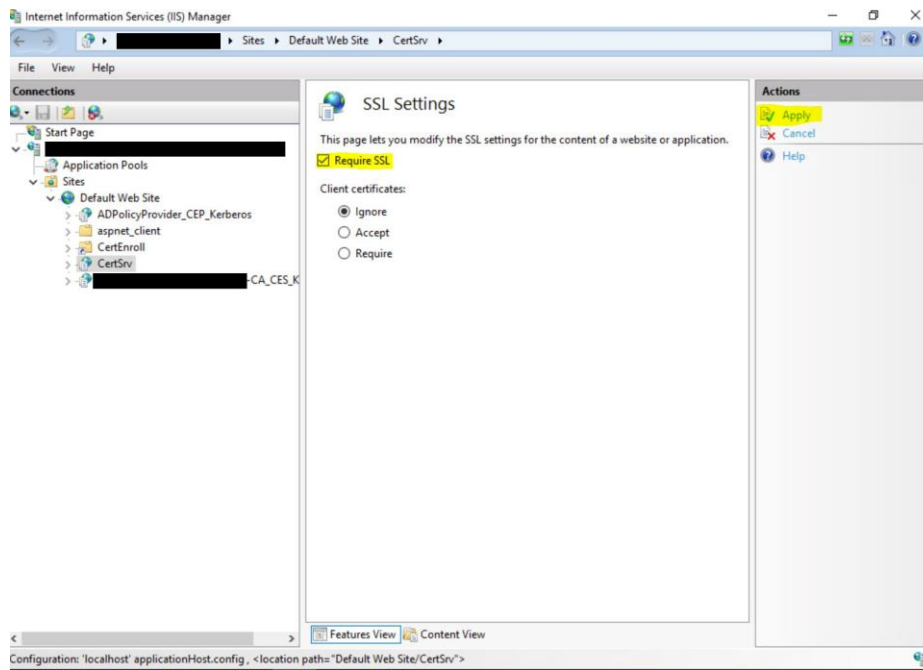 Internet Information Services (IIS) Manager
Sites Default Web Site CertSrv
File View Help
Connections
Start Page
Application Pools
Sites
Default Web Site
ADPolicyProvider_CEP_Kerberos
aspnet_client
CertEnroll
CertSrv
-CA_CES_K
SSL Settings
This page lets you modify the SSL settings for the content of a website or application.
Require SSL
Client certificates:
Ignore
Accept
Require
Features View Content View
Actions
Apply
Cancel
Help
Configuration: 'localhost' applicationHost.config , <location path="Default Web Site/CertSrv">